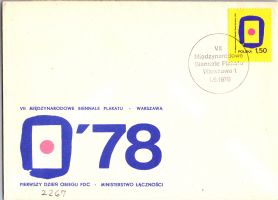 VII
Międzynarodowe
Biennale Plakatu
Warszawa 1
1.6.1978
POLSKA 1,50
VII MIĘDZYNARODOWE BIENNALE PLAKATU - WARSZAWA
'78
PIERWSZY DZIEŃ OBIEGU FDC - MINISTERSTWO ŁĄCZNOŚCI
2267